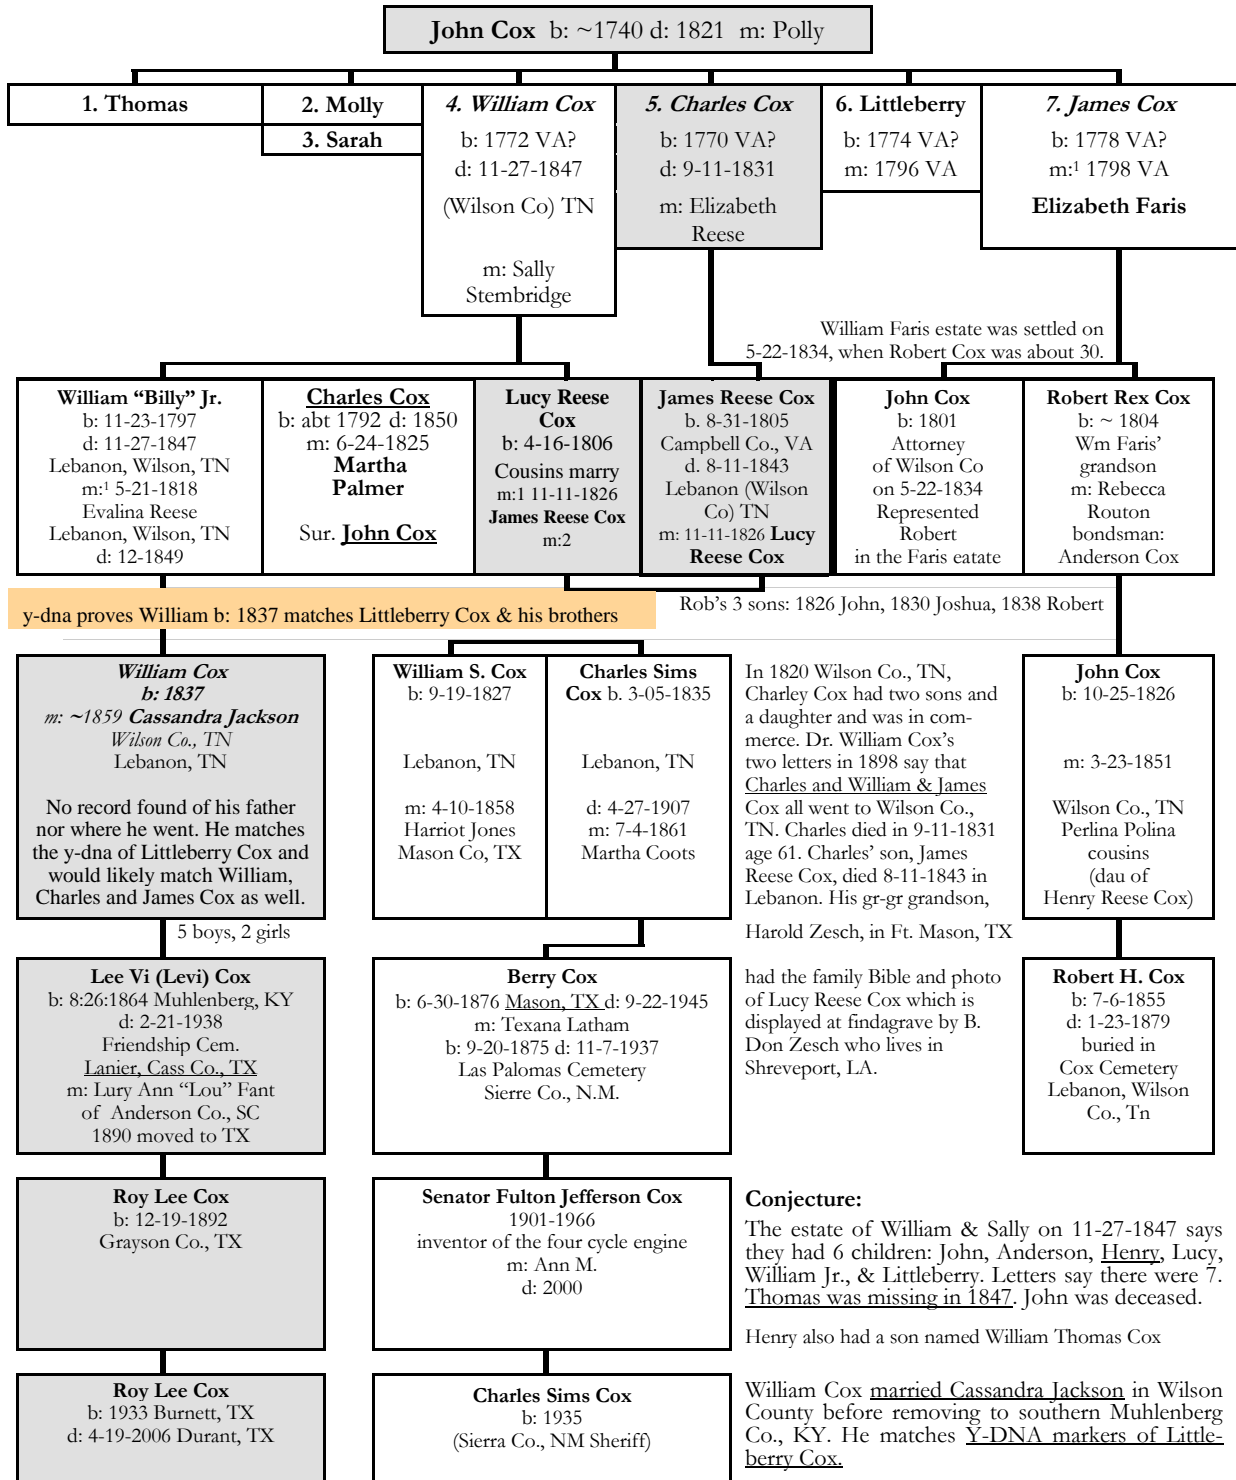 John Cox b: ~1740 d: 1821 m: Polly
1. Thomas
2. Molly
3. Sarah
4. William Cox
b: 1772 VA?
d: 11-27-1847
(Wilson Co) TN
m: Sally
Stembridge
5. Charles Cox
b: 1770 VA?
d: 9-11-1831
m: Elizabeth
Reese
6. Littleberry
b: 1774 VA?
m: 1796 VA
7. James Cox
b: 1778 VA?
m:¹ 1798 VA
Elizabeth Faris
William Faris estate was settled on
5-22-1834, when Robert Cox was about 30.
William “Billy” Jr.
b: 11-23-1797
d: 11-27-1847
Lebanon, Wilson, TN
m:¹ 5-21-1818
Evalina Reese
Lebanon, Wilson, TN
d: 12-1849
Charles Cox
b: abt 1792 d: 1850
m: 6-24-1825
Martha
Palmer
Sur. John Cox
Lucy Reese
Cox
b: 4-16-1806
Cousins marry
m:1 11-11-1826
James Reese Cox
m:2
James Reese Cox
b. 8-31-1805
Campbell Co., VA
d. 8-11-1843
Lebanon (Wilson
Co) TN
m: 11-11-1826 Lucy
Reese Cox
John Cox
b: 1801
Attorney
of Wilson Co
on 5-22-1834
Represented
Robert
in the Faris eatate
Robert Rex Cox
b: ~ 1804
Wm Faris’
grandson
m: Rebecca
Routon
bondsman:
Anderson Cox
y-dna proves William b: 1837 matches Littleberry Cox & his brothers
Rob’s 3 sons: 1826 John, 1830 Joshua, 1838 Robert
William Cox
b: 1837
m: ~1859 Cassandra Jackson
Wilson Co., TN
Lebanon, TN
No record found of his father
nor where he went. He matches
the y-dna of Littleberry Cox and
would likely match William,
Charles and James Cox as well.
William S. Cox
b: 9-19-1827
Lebanon, TN
m: 4-10-1858
Harriot Jones
Mason Co, TX
Charles Sims
Cox b. 3-05-1835
Lebanon, TN
d: 4-27-1907
m: 7-4-1861
Martha Coots
In 1820 Wilson Co., TN,
Charley Cox had two sons and
a daughter and was in com-
merce. Dr. William Cox’s
two letters in 1898 say that
Charles and William & James
Cox all went to Wilson Co.,
TN. Charles died in 9-11-1831
age 61. Charles’ son, James
Reese Cox, died 8-11-1843 in
Lebanon. His gr-gr grandson,
Harold Zesch, in Ft. Mason, TX
had the family Bible and photo
of Lucy Reese Cox which is
displayed at findagrave by B.
Don Zesch who lives in
Shreveport, LA.
John Cox
b: 10-25-1826
m: 3-23-1851
Wilson Co., TN
Perlina Polina
cousins
(dau of
Henry Reese Cox)
5 boys, 2 girls
Lee Vi (Levi) Cox
b: 8:26:1864 Muhlenberg, KY
d: 2-21-1938
Friendship Cem.
Lanier, Cass Co., TX
m: Lury Ann “Lou” Fant
of Anderson Co., SC
1890 moved to TX
Berry Cox
b: 6-30-1876 Mason, TX d: 9-22-1945
m: Texana Latham
b: 9-20-1875 d: 11-7-1937
Las Palomas Cemetery
Sierre Co., N.M.
Robert H. Cox
b: 7-6-1855
d: 1-23-1879
buried in
Cox Cemetery
Lebanon, Wilson
Co., Tn
Roy Lee Cox
b: 12-19-1892
Grayson Co., TX
Senator Fulton Jefferson Cox
1901-1966
inventor of the four cycle engine
m: Ann M.
d: 2000
Conjecture:
The estate of William & Sally on 11-27-1847 says
they had 6 children: John, Anderson, Henry, Lucy,
William Jr., & Littleberry. Letters say there were 7.
Thomas was missing in 1847. John was deceased.
Henry also had a son named William Thomas Cox
Roy Lee Cox
b: 1933 Burnett, TX
d: 4-19-2006 Durant, TX
Charles Sims Cox
b: 1935
(Sierra Co., NM Sheriff)
William Cox married Cassandra Jackson in Wilson
County before removing to southern Muhlenberg
Co., KY. He matches Y-DNA markers of Little-
berry Cox.